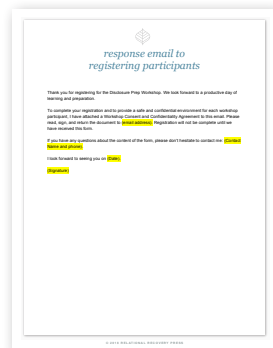 response email to
registering participants
Thank you for registering for the Disclosure Prep Workshop. We look forward to a productive day of
learning and preparation.
To complete your registration and to provide a safe and confidential environment for each workshop
participant, I have attached a Workshop Consent and Confidentiality Agreement to this email. Please
read, sign, and return the document to (email address). Registration will not be complete until we
have received this form.
If you have any questions about the content of the form, please don't hesitate to contact me: (Contact
Name and phone).
I look forward to seeing you on (Date).
(Signature)
RELATIONAL RECOVERY PRESS